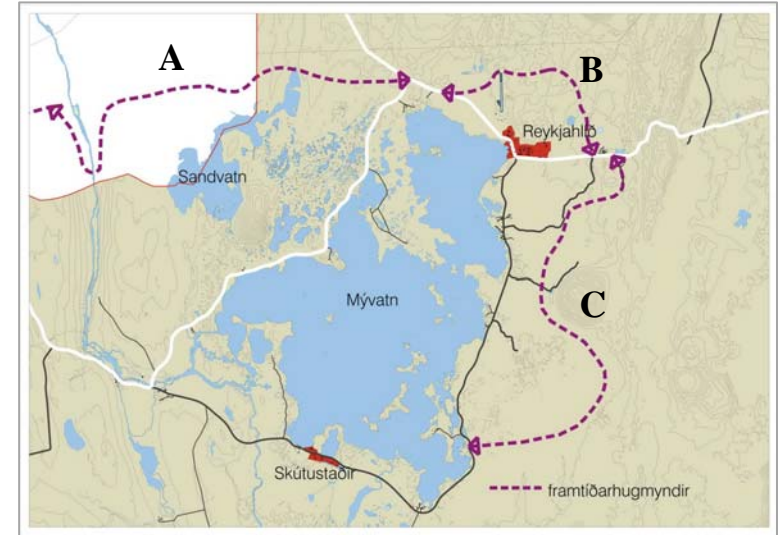 A
B
Reykjahlíð
Sandvatn
Mývatn
C
Skútustaðir
framtíðarhugmyndir